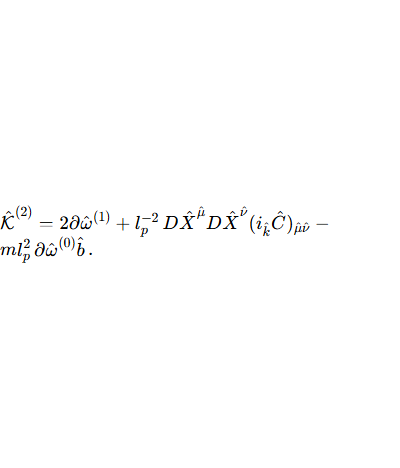 $\hat{\mathcal{K}}^{(2)} = 2\partial\hat{\omega}^{(1)} + l_p^{-2}\, D\hat{X}^{\hat{\mu}} D\hat{X}^{\hat{\nu}} (i_{\hat{k}}\hat{C})_{\hat{\mu}\hat{\nu}} -$
$m l_p^2\, \partial\hat{\omega}^{(0)}\hat{b}\,.$